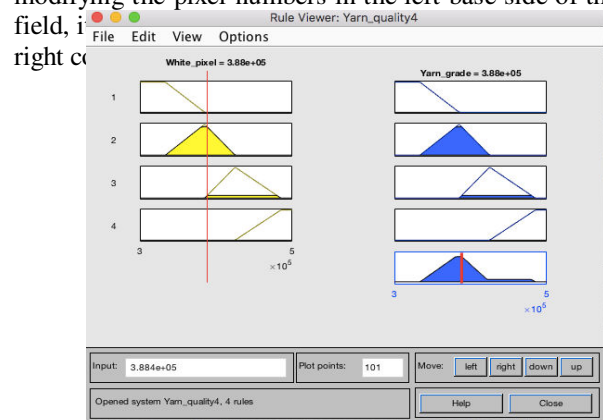 modifying the pixel numbers in the left base side of th
field, i
right co
Rule Viewer: Yarn_quality4
File Edit View Options
White_pixel = 3.88e+05
Yarn_grade = 3.88e+05
1
2
3
4
3 5
×10^5
3 5
×10^5
Input: 3.884e+05 Plot points: 101 Move: left right down up
Opened system Yarn_quality4, 4 rules Help Close